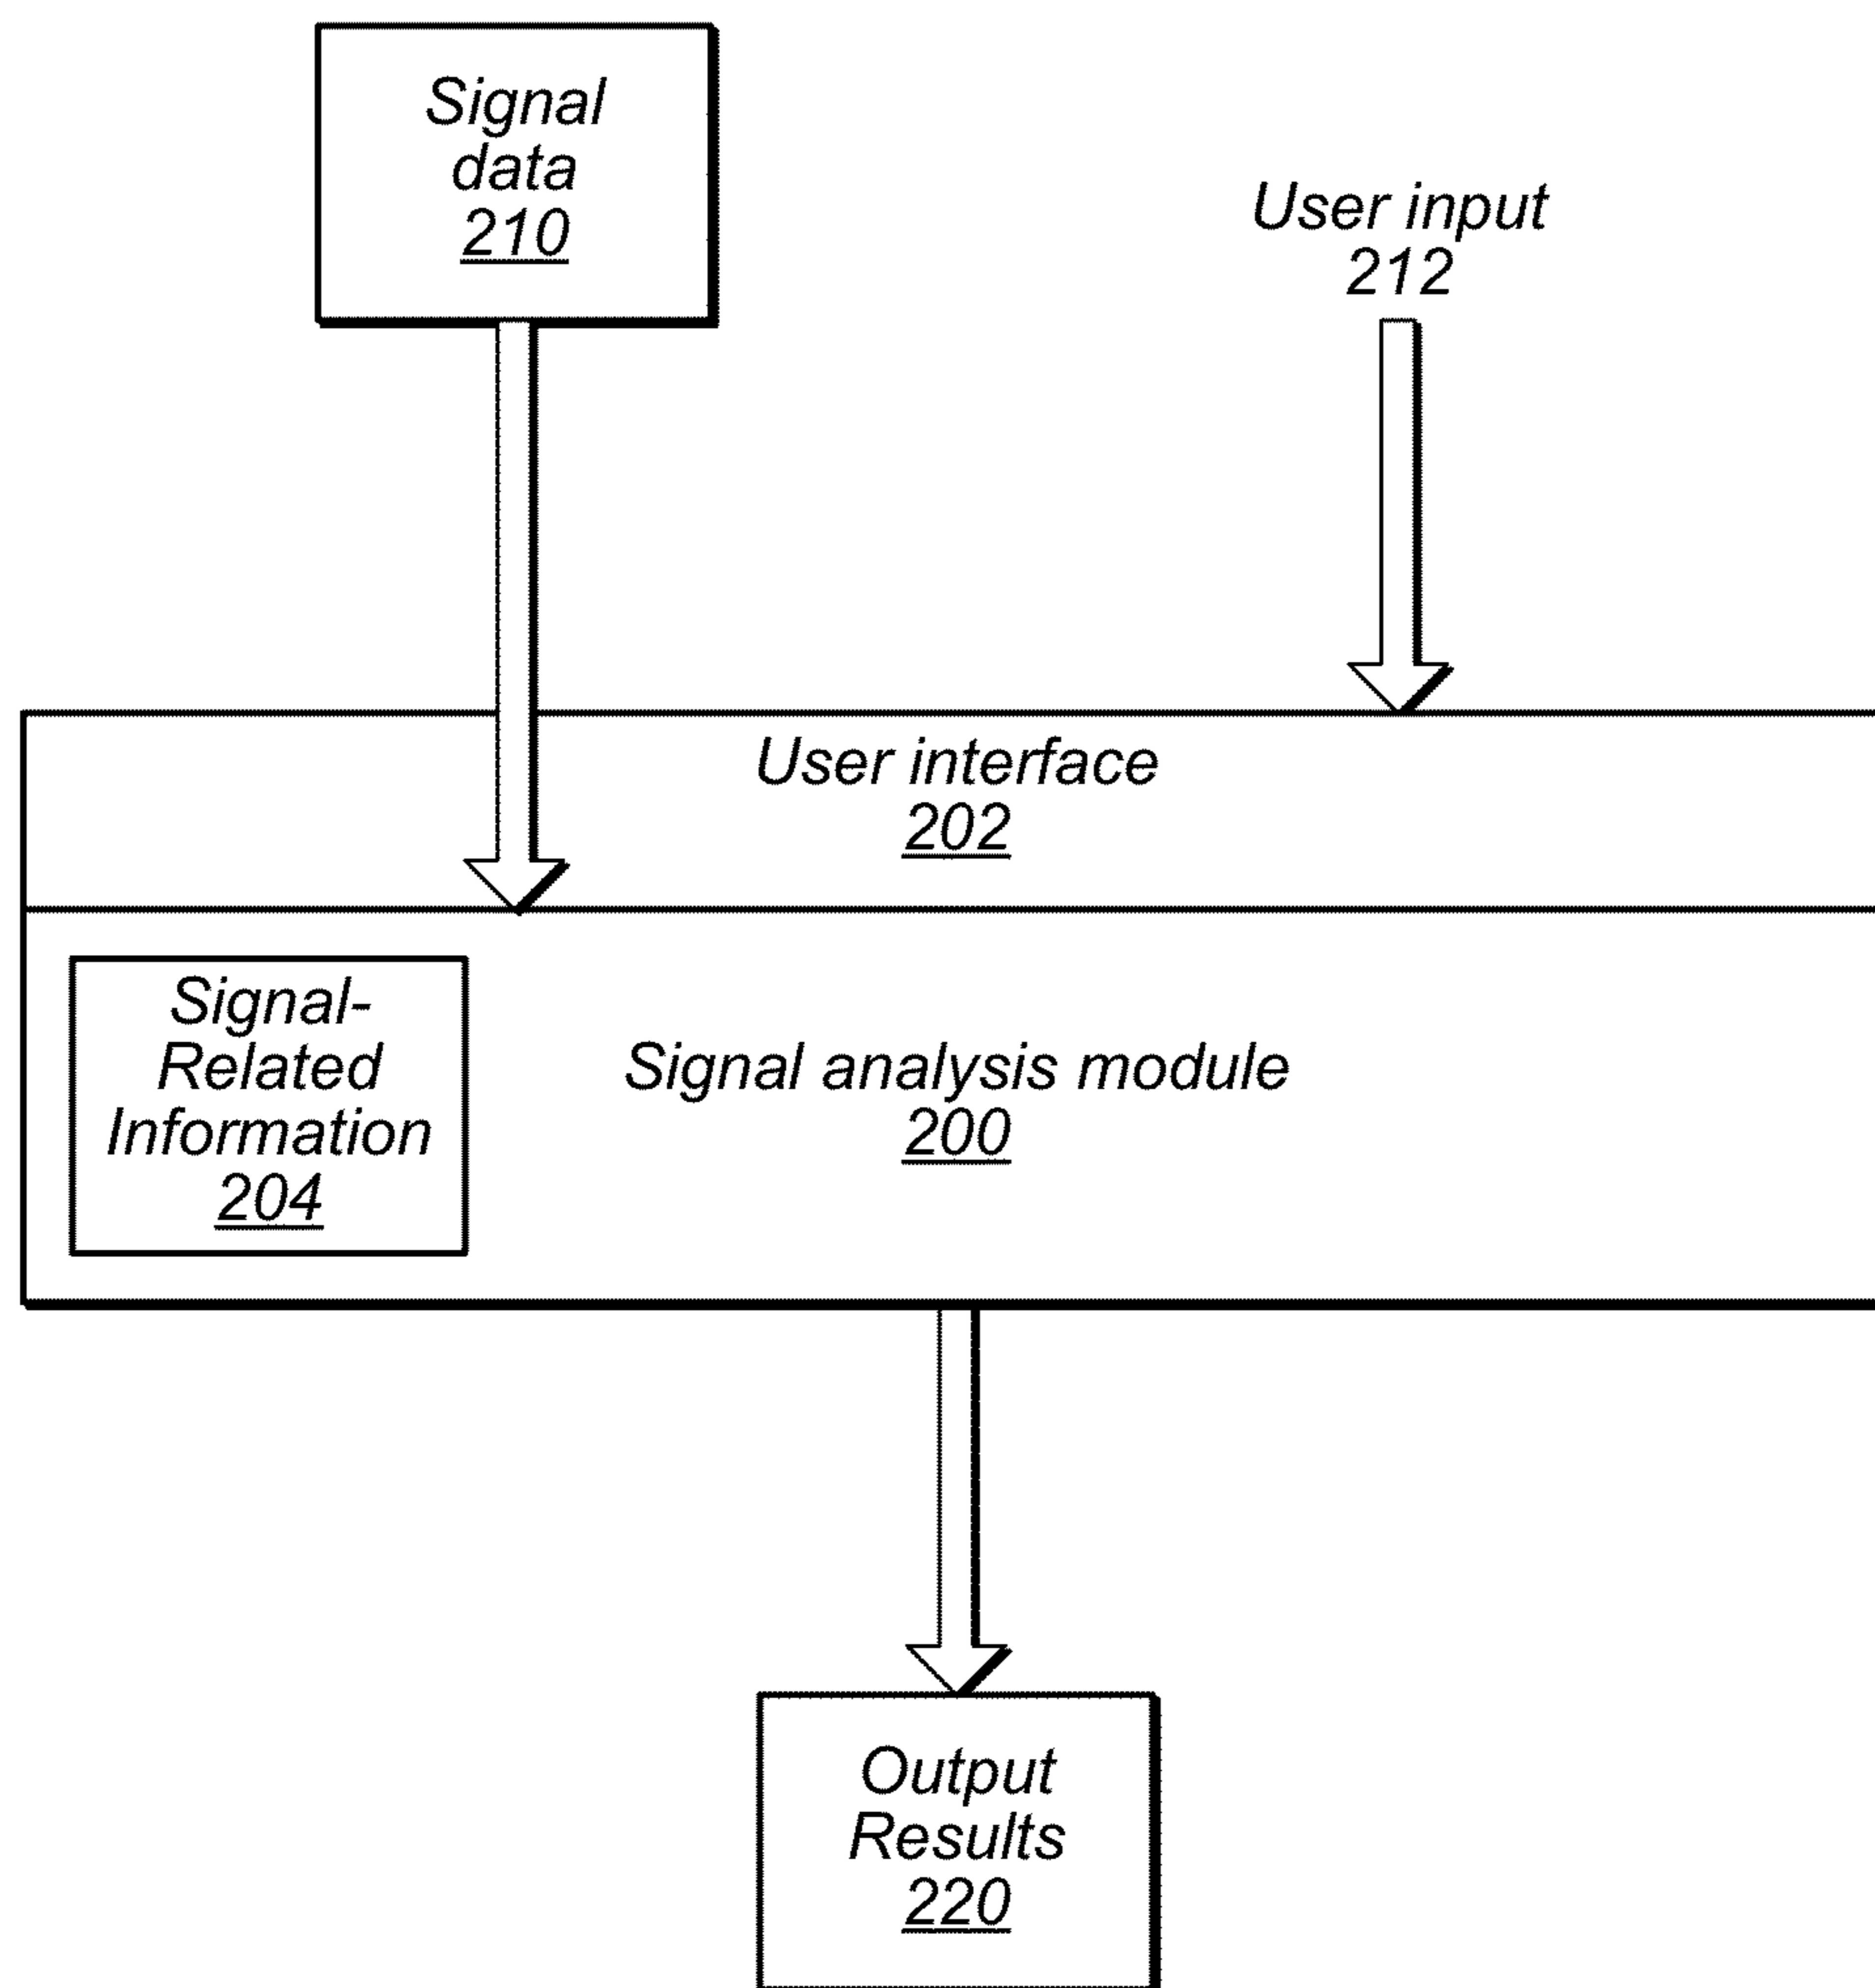 Signal
data
210
User input
212
User interface
202
Signal-
Related
Information
204
Signal analysis module
200
Output
Results
220